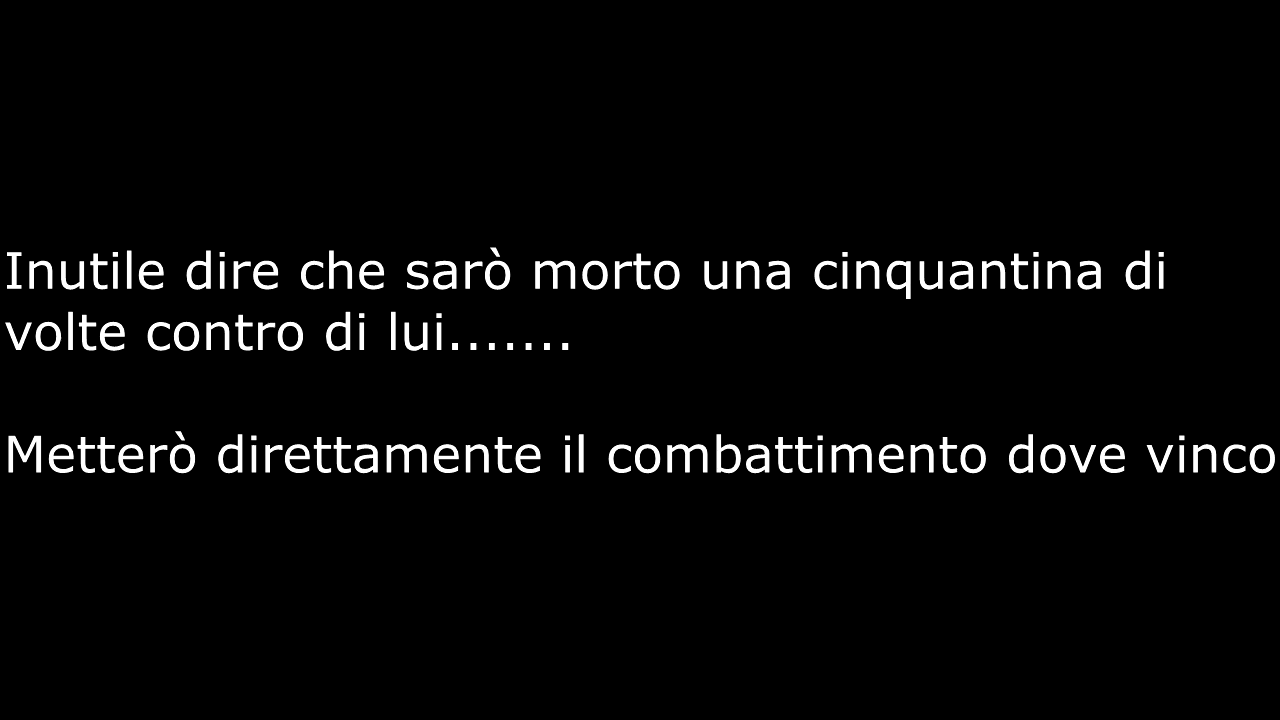 Inutile dire che sarò morto una cinquantina di
volte contro di lui.......
Metterò direttamente il combattimento dove vinco